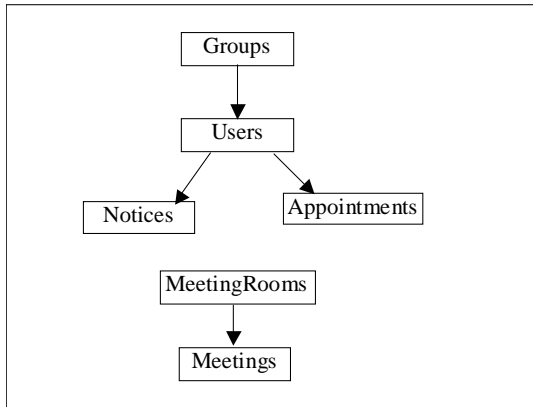 Groups
Users
Notices
Appointments
MeetingRooms
Meetings